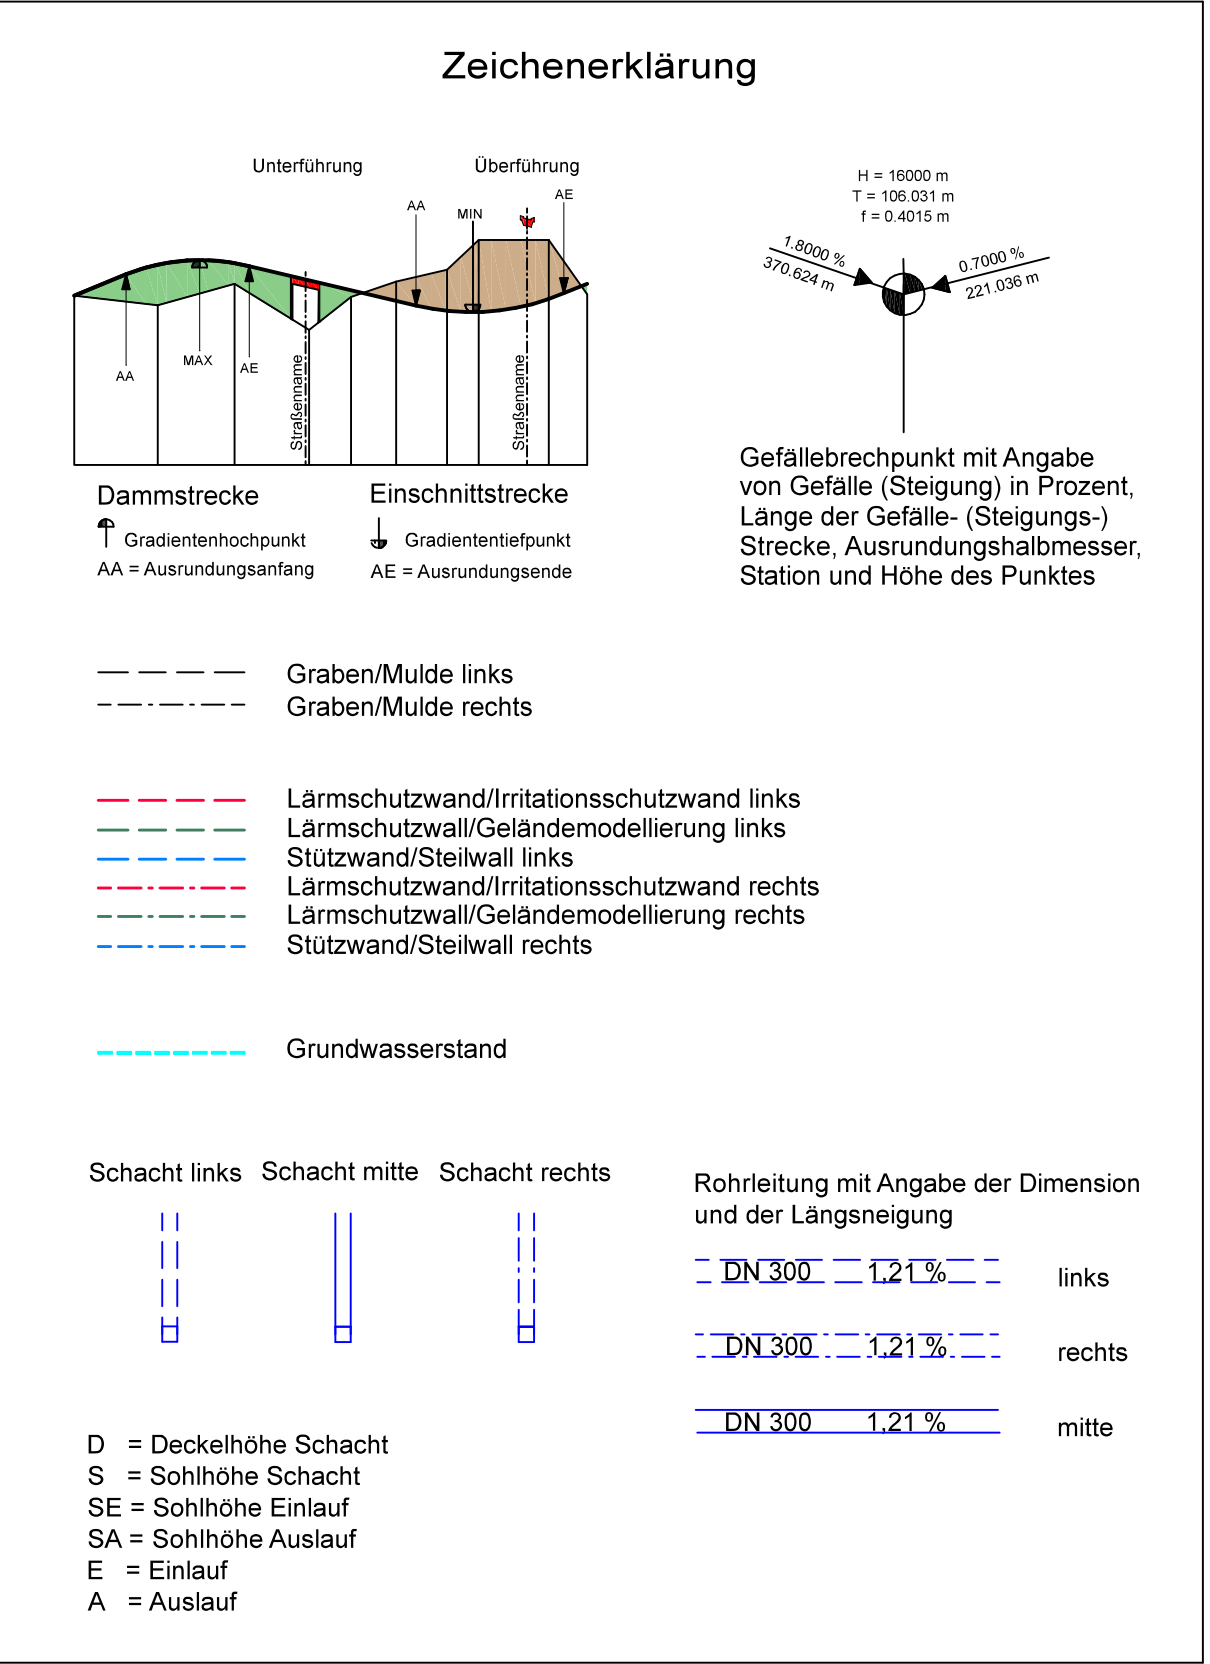 Zeichenerklärung
Unterführung
Überführung
AA
MIN
AE
AA
MAX
AE
Straßenname
Straßenname
Dammstrecke
Einschnittstrecke
Gradientenhochpunkt
Gradiententiefpunkt
AA = Ausrundungsanfang
AE = Ausrundungsende
H = 16000 m
T = 106.031 m
f = 0.4015 m
1.8000 %
370.624 m
0.7000 %
221.036 m
Gefällebrechpunkt mit Angabe
von Gefälle (Steigung) in Prozent,
Länge der Gefälle- (Steigungs-)
Strecke, Ausrundungshalbmesser,
Station und Höhe des Punktes
Graben/Mulde links
Graben/Mulde rechts
Lärmschutzwand/Irritationsschutzwand links
Lärmschutzwall/Geländemodellierung links
Stützwand/Steilwall links
Lärmschutzwand/Irritationsschutzwand rechts
Lärmschutzwall/Geländemodellierung rechts
Stützwand/Steilwall rechts
Grundwasserstand
Schacht links
Schacht mitte
Schacht rechts
Rohrleitung mit Angabe der Dimension
und der Längsneigung
DN 300 1,21 % links
DN 300 1,21 % rechts
DN 300 1,21 % mitte
D = Deckelhöhe Schacht
S = Sohlhöhe Schacht
SE = Sohlhöhe Einlauf
SA = Sohlhöhe Auslauf
E = Einlauf
A = Auslauf